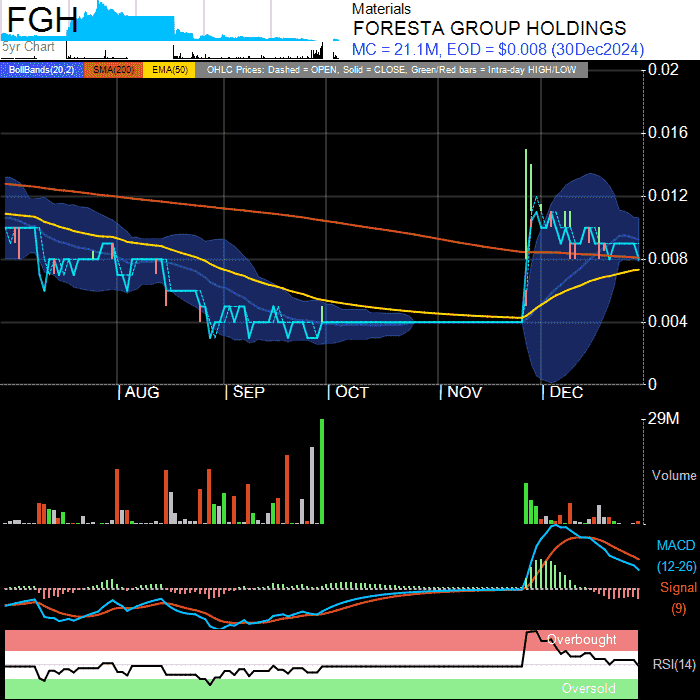 FGH
5yr Chart
Materials
FORESTA GROUP HOLDINGS
MC = 21.1M, EOD = $0.008 (30Dec2024)
BollBands(20,2) SMA(200) EMA(50) OHLC Prices: Dashed = OPEN, Solid = CLOSE, Green/Red bars = Intra-day HIGH/LOW
0.02
0.016
0.012
0.008
0.004
0
AUG SEP OCT NOV DEC
29M
Volume
MACD
(12-26)
Signal
(9)
Overbought
RSI(14)
Oversold